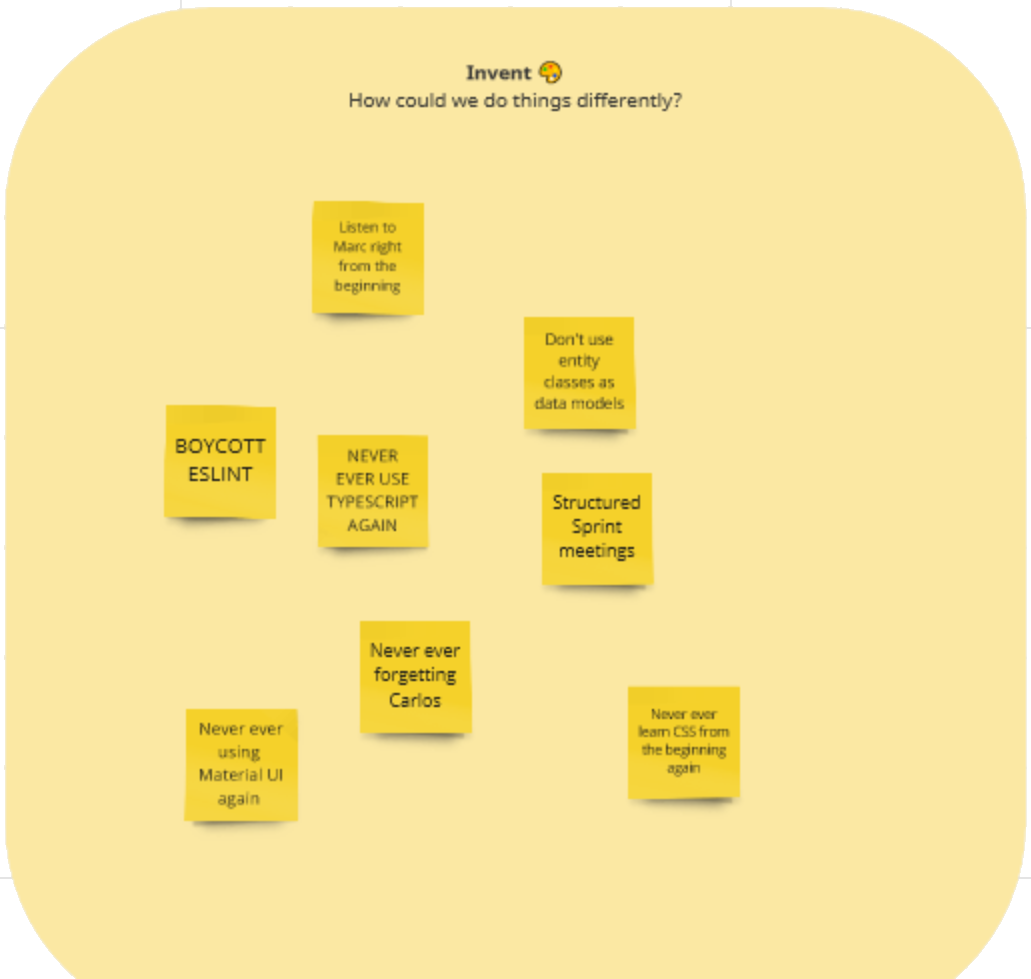 Invent 🎨
How could we do things differently?
Listen to
Marc right
from the
beginning
Don't use
entity
classes as
data models
BOYCOTT
ESLINT
NEVER
EVER USE
TYPESCRIPT
AGAIN
Structured
Sprint
meetings
Never ever
forgetting
Carlos
Never ever
using
Material UI
again
Never ever
learn CSS from
the beginning
again